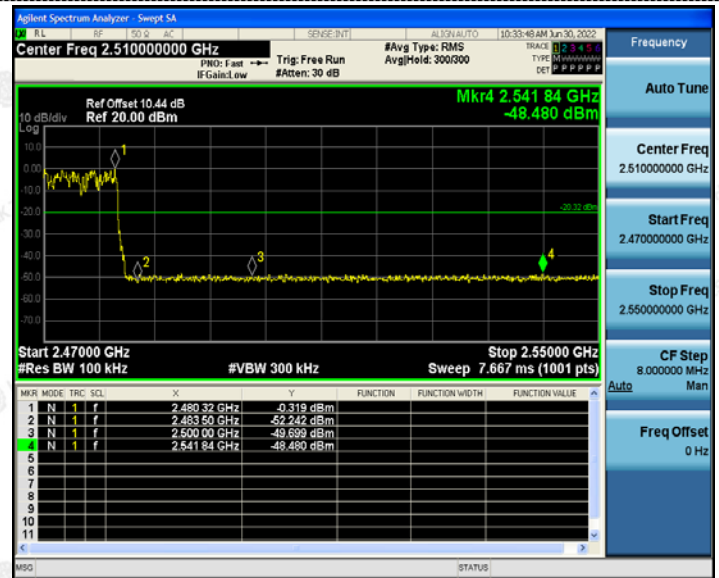 Agilent Spectrum Analyzer - Swept SA
RL RF 50 Ω AC SENSE:INT ALIGNAUTO 10:33:48 AM Jun 30, 2022
Center Freq 2.510000000 GHz
PNO: Fast
IFGain:Low
Trig: Free Run
#Atten: 30 dB
#Avg Type: RMS
Avg|Hold: 300/300
TRACE 1 2 3 4 5 6
TYPE M
DET P P P P P P
Ref Offset 10.44 dB
10 dB/div Ref 20.00 dBm
Log
Mkr4 2.541 84 GHz
-48.480 dBm
10.0
0.00
-10.0
-20.0
-30.0
-40.0
-50.0
-60.0
-70.0
1
2
3
4
-20.32 dBm
Start 2.47000 GHz Stop 2.55000 GHz
#Res BW 100 kHz #VBW 300 kHz Sweep 7.667 ms (1001 pts)
MKR MODE TRC SCL X Y FUNCTION FUNCTION WIDTH FUNCTION VALUE
1 N 1 f 2.480 32 GHz -0.319 dBm
2 N 1 f 2.483 50 GHz -52.242 dBm
3 N 1 f 2.500 00 GHz -49.699 dBm
4 N 1 f 2.541 84 GHz -48.480 dBm
5
6
7
8
9
10
11
MSG STATUS
Frequency
Auto Tune
Center Freq
2.510000000 GHz
Start Freq
2.470000000 GHz
Stop Freq
2.550000000 GHz
CF Step
8.000000 MHz
Auto Man
Freq Offset
0 Hz